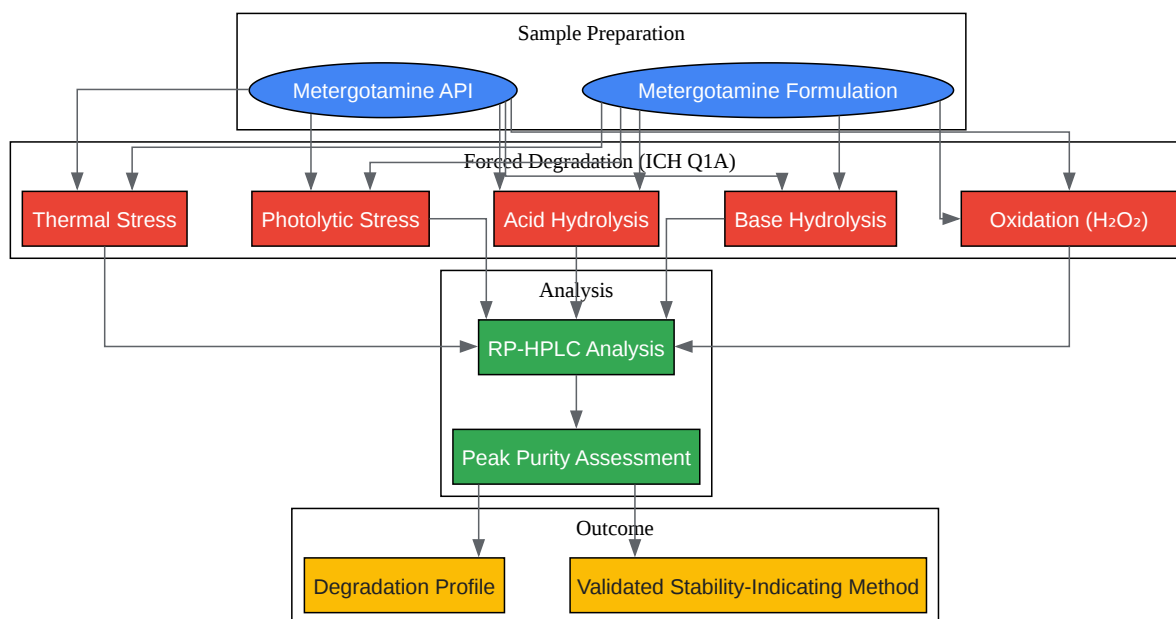 Sample Preparation
Metergotamine API
Metergotamine Formulation
Forced Degradation (ICH Q1A)
Thermal Stress
Photolytic Stress
Acid Hydrolysis
Base Hydrolysis
Oxidation (H₂O₂)
Analysis
RP-HPLC Analysis
Peak Purity Assessment
Outcome
Degradation Profile
Validated Stability-Indicating Method